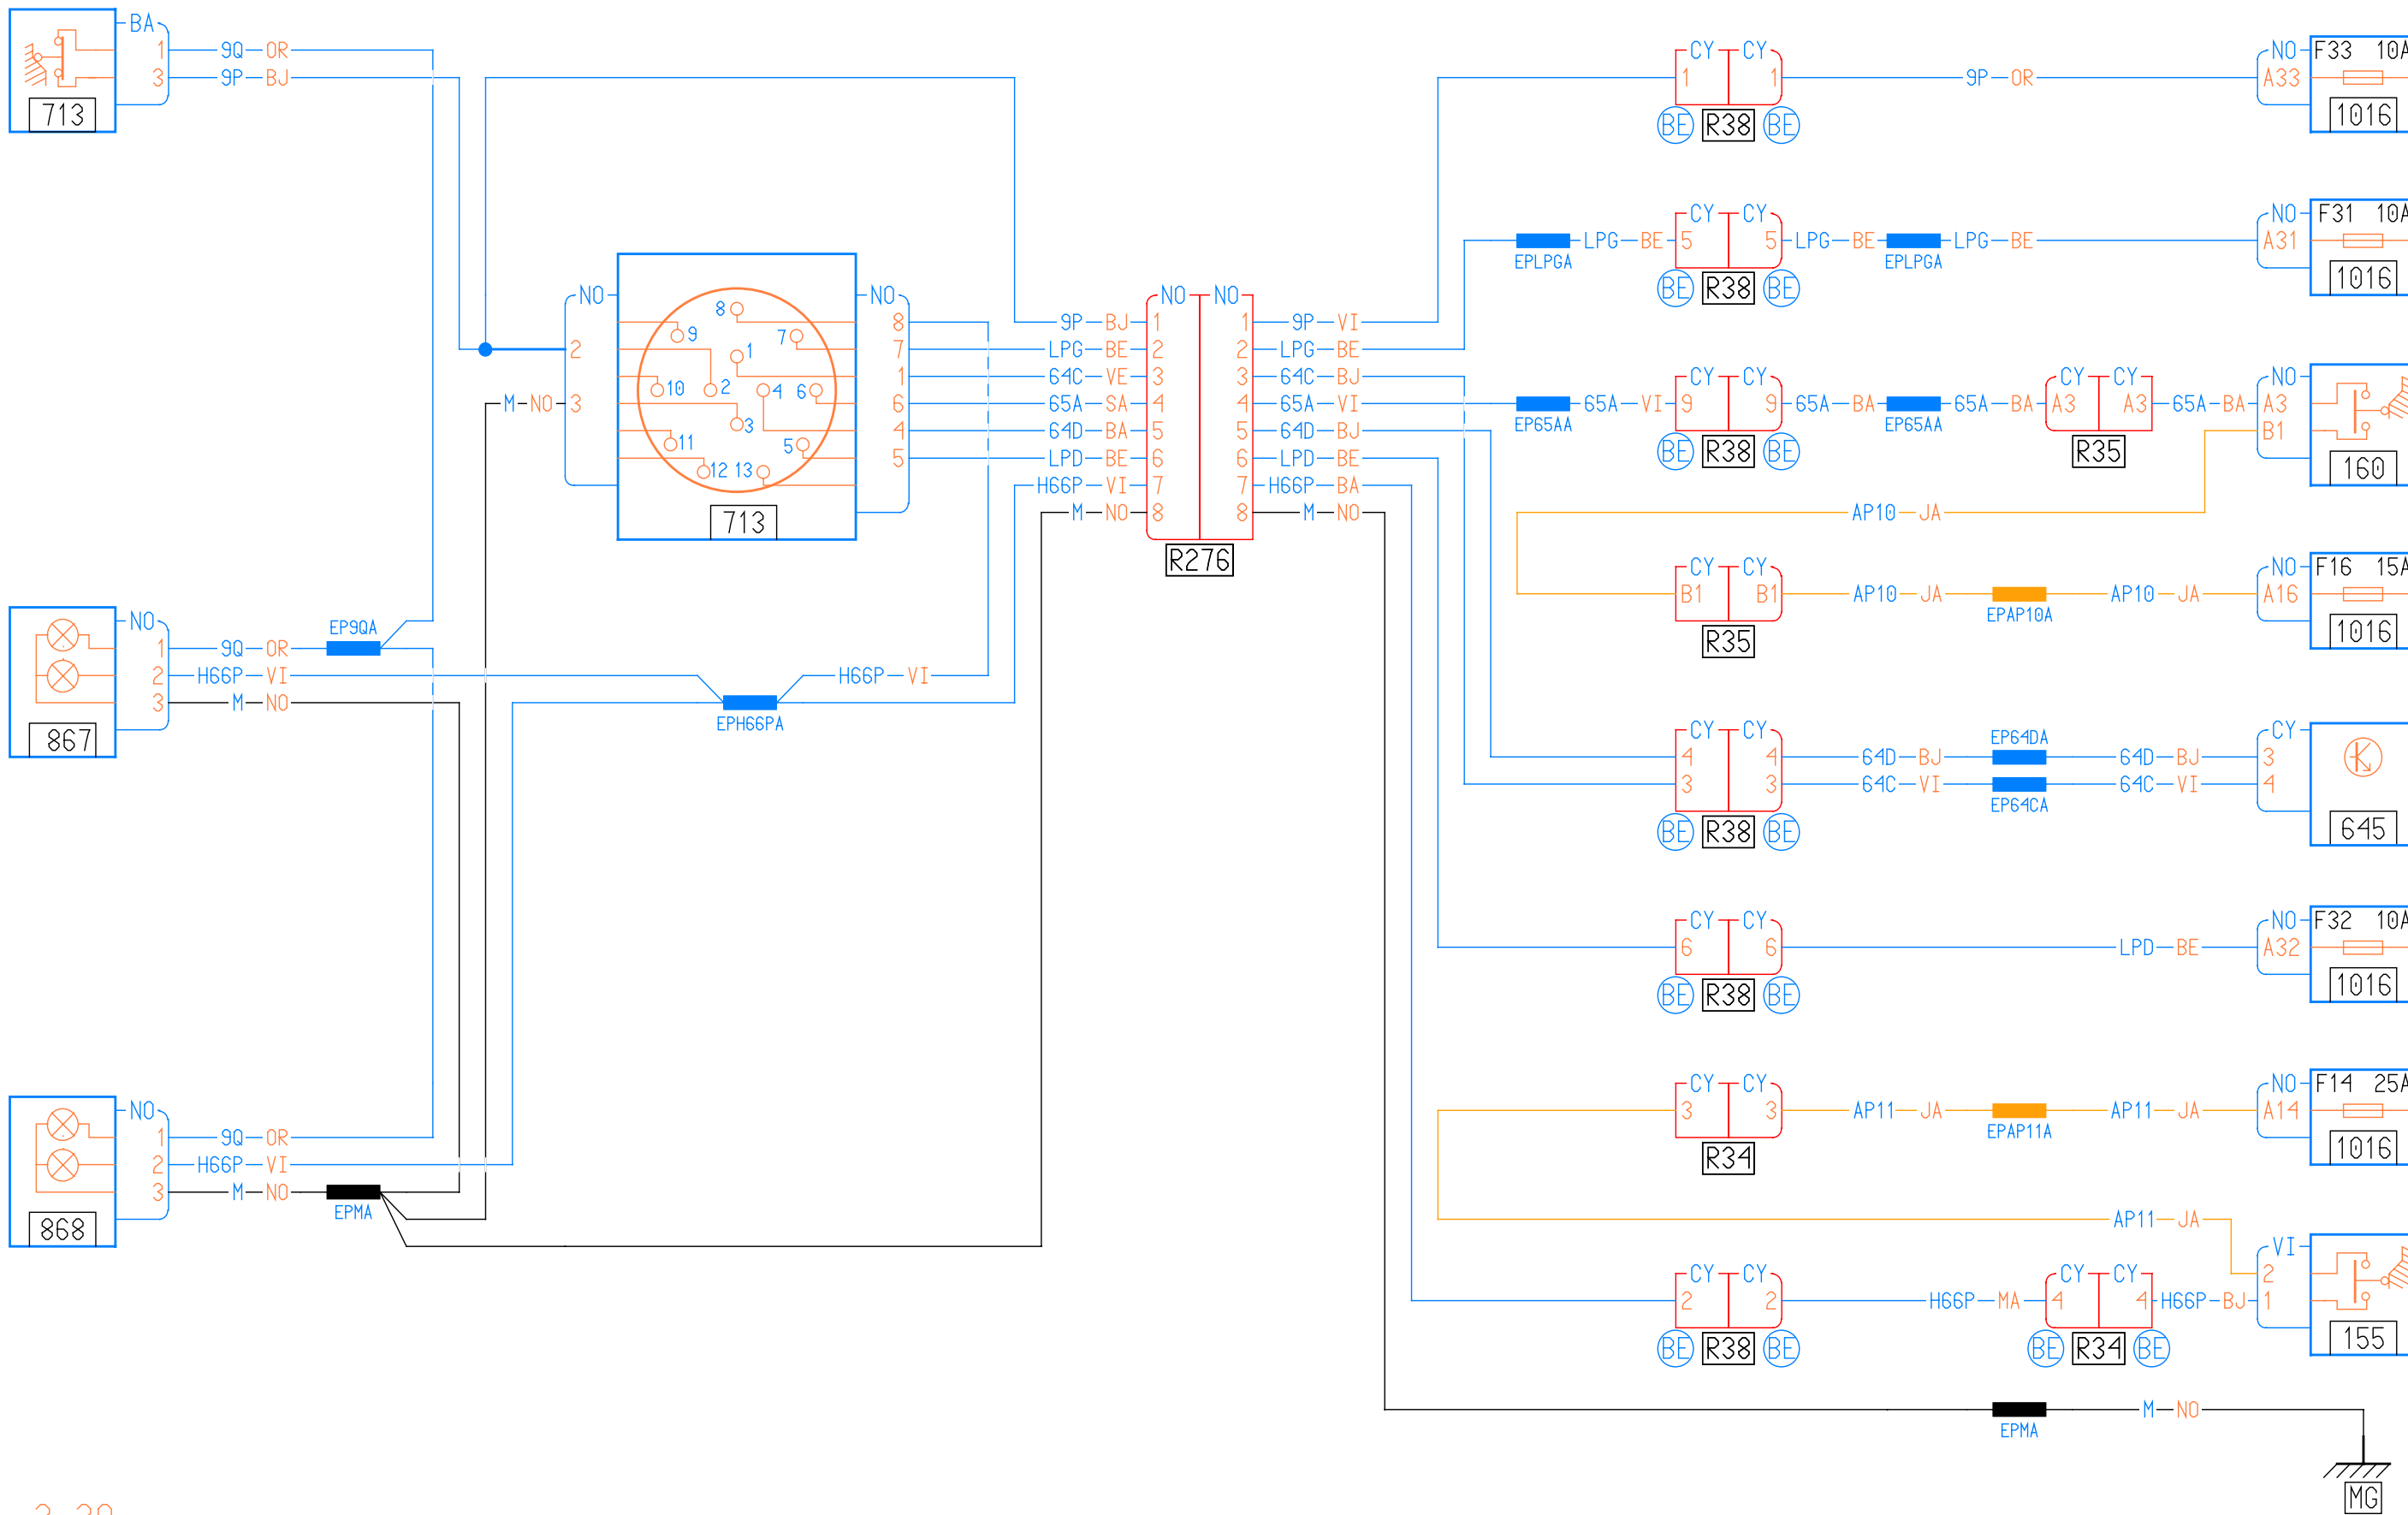 BA
1 9Q OR
3 9P BJ
713
CY CY
1 1 9P OR
BE R38 BE
NO F33 10A
A33
1016
CY CY
EPLPGA LPG BE 5 5 LPG BE EPLPGA LPG BE
BE R38 BE
NO F31 10A
A31
1016
NO NO
2
M NO 3
8
9 7
1
10 2 4 6
3
11 5
12 13
713
8
7
1
6
4
5
NO NO
9P BJ 1 1 9P VI
LPG BE 2 2 LPG BE
64C VE 3 3 64C BJ
65A SA 4 4 65A VI
64D BA 5 5 64D BJ
LPD BE 6 6 LPD BE
H66P VI 7 7 H66P BA
M NO 8 8 M NO
R276
CY CY CY CY NO
EP65AA 65A VI 9 9 65A BA EP65AA 65A BA A3 A3 65A BA A3
B1
BE R38 BE R35 160
AP10 JA
CY CY NO F16 15A
B1 B1 AP10 JA EPAP10A AP10 JA A16
R35 1016
NO
1 9Q OR EP9QA
2 H66P VI
3 M NO
867
H66P VI
EPH66PA
CY CY CY
4 4 64D BJ EP64DA 64D BJ 3
3 3 64C VI EP64CA 64C VI 4
BE R38 BE 645
CY CY NO F32 10A
6 6 LPD BE A32
BE R38 BE 1016
NO
1 9Q OR
2 H66P VI
3 M NO
EPMA
868
CY CY NO F14 25A
3 3 AP11 JA EPAP11A AP11 JA A14
R34 1016
AP11 JA
VI
2
1
155
CY CY CY CY
2 2 H66P MA 4 4 H66P BJ
BE R38 BE BE R34 BE
EPMA M NO
MG